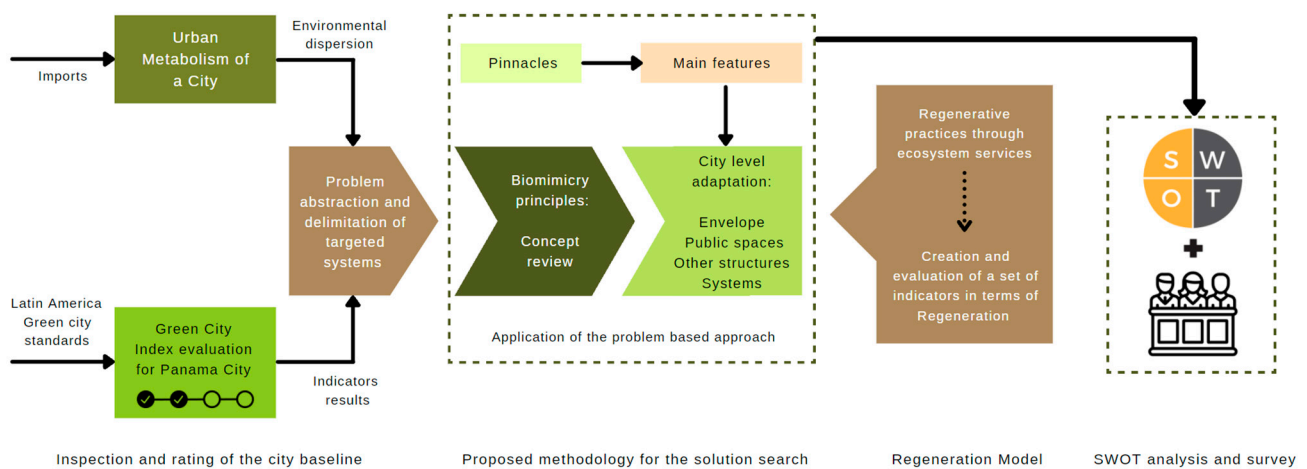 Imports
Urban
Metabolism of
a City
Environmental
dispersion
Problem
abstraction and
delimitation of
targeted
systems
Latin America
Green city
standards
Green City
Index evaluation
for Panama City
Indicators
results
Inspection and rating of the city baseline
Pinnacles
Main features
Biomimicry
principles:
Concept
review
City level
adaptation:
Envelope
Public spaces
Other structures
Systems
Application of the problem based approach
Proposed methodology for the solution search
Regenerative
practices through
ecosystem services
Creation and
evaluation of a set of
indicators in terms of
Regeneration
Regeneration Model
S W
O T
SWOT analysis and survey